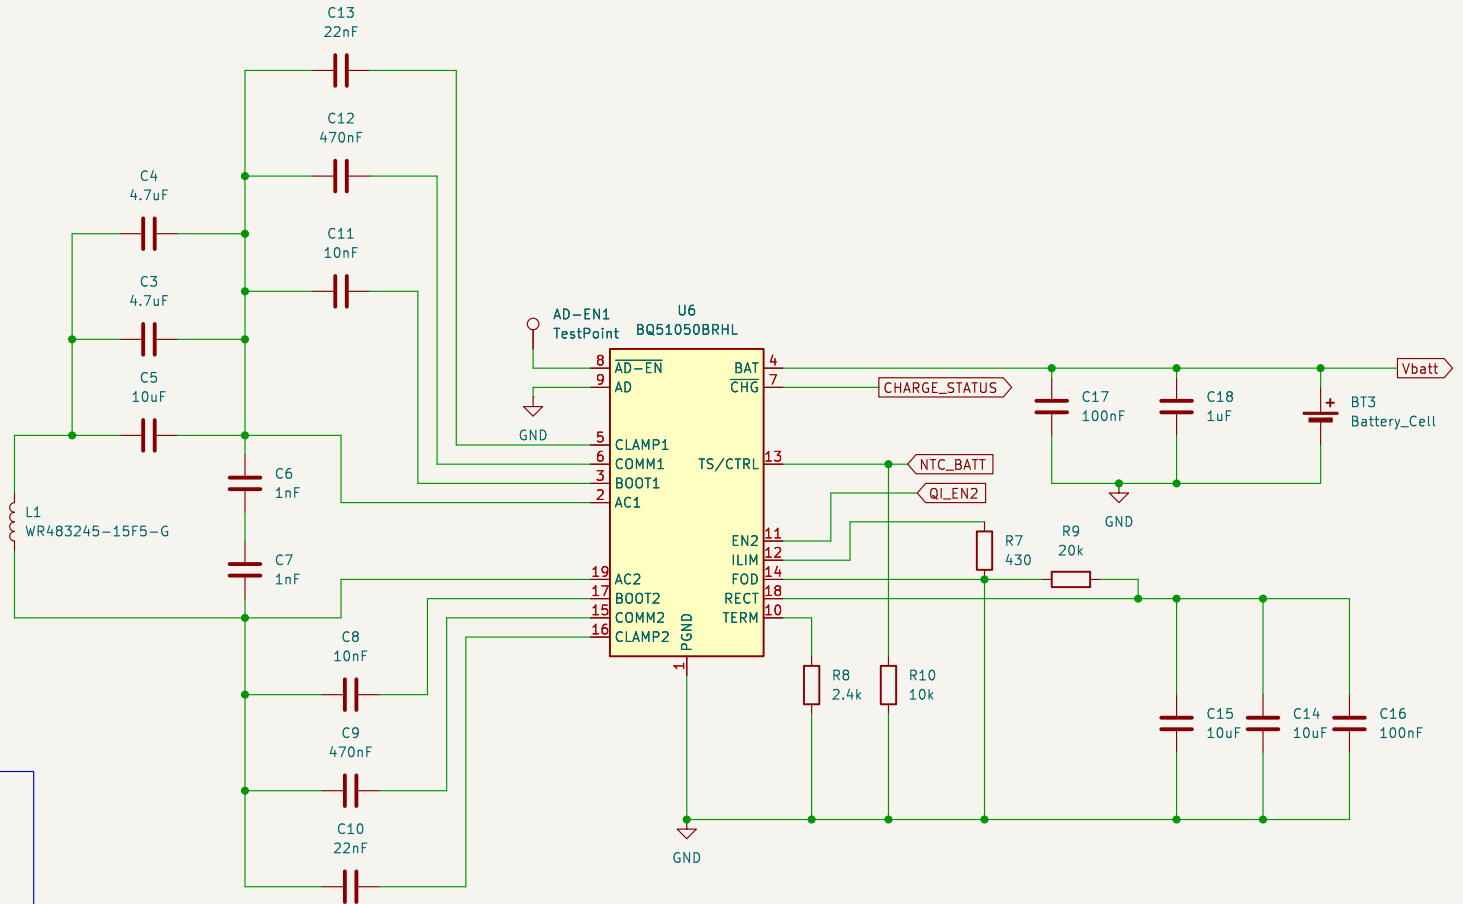 C13
22nF
C12
470nF
C4
4.7uF
C11
10nF
C3
4.7uF
C5
10uF
C6
1nF
L1
WR483245-15F5-G
C7
1nF
C8
10nF
C9
470nF
C10
22nF
AD-EN1
TestPoint
GND
U6
BQ51050BRHL
8 AD-EN
9 AD
5 CLAMP1
6 COMM1
3 BOOT1
2 AC1
19 AC2
17 BOOT2
15 COMM2
16 CLAMP2
BAT 4
CHG 7
TS/CTRL 13
EN2 11
ILIM 12
FOD 14
RECT 18
TERM 10
PGND 1
CHARGE_STATUS
NTC_BATT
QI_EN2
Vbatt
C17
100nF
C18
1uF
BT3
Battery_Cell
+
GND
R7
430
R9
20k
R8
2.4k
R10
10k
C15
10uF
C14
10uF
C16
100nF
GND